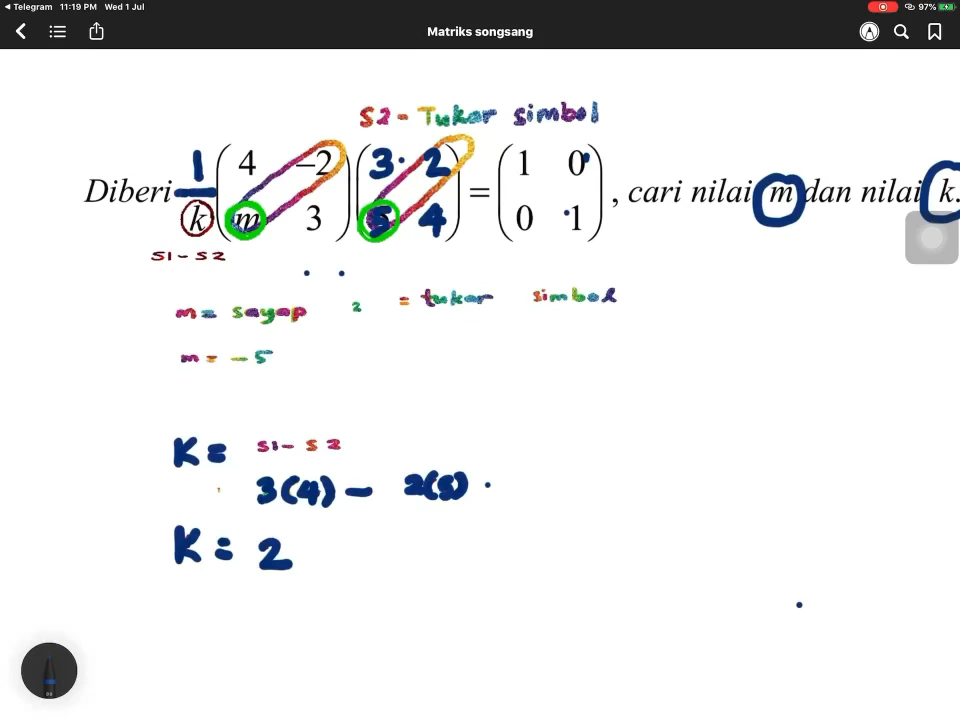 Telegram 11:19 PM Wed 1 Jul 97%
Matriks songsang
S2 - Tukar simbol
Diberi 1/k (4 -2; m 3) (3 2; 5 4) = (1 0; 0 1), cari nilai m dan nilai k.
S1 - S2
m = sayap 2 = tukar simbol
m = - 5
K = S1 - S2
3(4) - 2(5)
K = 2